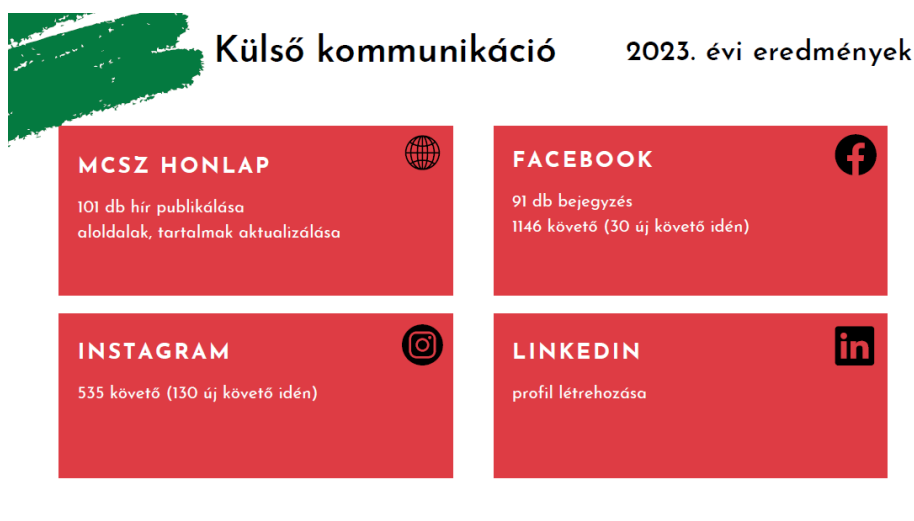 Külső kommunikáció
2023. évi eredmények
MCSZ HONLAP
101 db hír publikálása
aloldalak, tartalmak aktualizálása
FACEBOOK
91 db bejegyzés
1146 követő (30 új követő idén)
INSTAGRAM
535 követő (130 új követő idén)
LINKEDIN
in
profil létrehozása